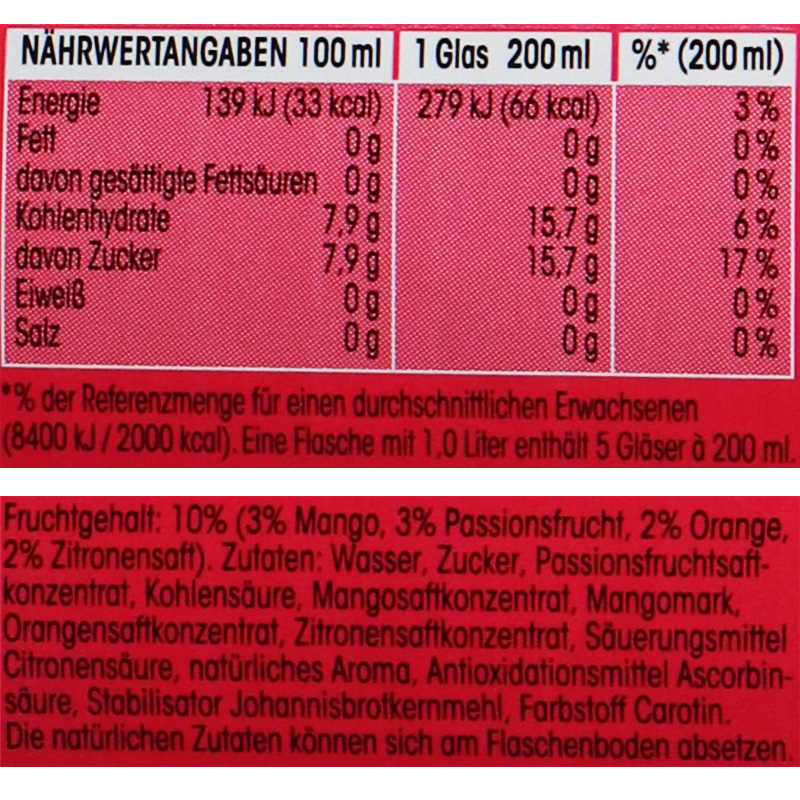 NÄHRWERTANGABEN 100 ml 1 Glas 200 ml %* (200 ml)
Energie 139 kJ (33 kcal) 279 kJ (66 kcal) 3 %
Fett 0 g 0 g 0 %
davon gesättigte Fettsäuren 0 g 0 g 0 %
Kohlenhydrate 7,9 g 15,7 g 6 %
davon Zucker 7,9 g 15,7 g 17 %
Eiweiß 0 g 0 g 0 %
Salz 0 g 0 g 0 %
*% der Referenzmenge für einen durchschnittlichen Erwachsenen
(8400 kJ / 2000 kcal). Eine Flasche mit 1,0 Liter enthält 5 Gläser à 200 ml.
Fruchtgehalt: 10% (3% Mango, 3% Passionsfrucht, 2% Orange,
2% Zitronensaft). Zutaten: Wasser, Zucker, Passionsfruchtsaft-
konzentrat, Kohlensäure, Mangosaftkonzentrat, Mangomark,
Orangensaftkonzentrat, Zitronensaftkonzentrat, Säuerungsmittel
Citronensäure, natürliches Aroma, Antioxidationsmittel Ascorbin-
säure, Stabilisator Johannisbrotkernmehl, Farbstoff Carotin.
Die natürlichen Zutaten können sich am Flaschenboden absetzen.